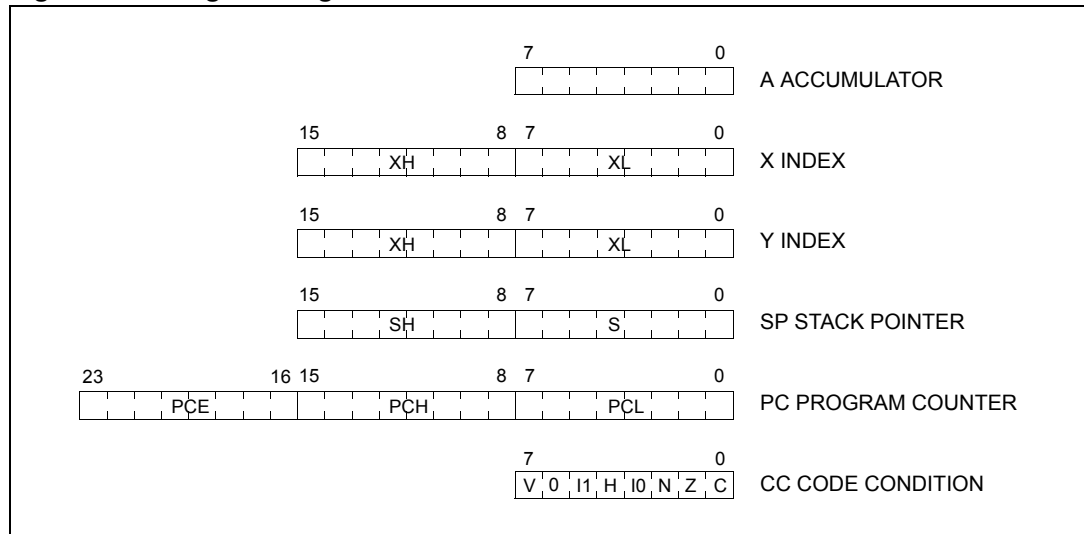 7 0
A ACCUMULATOR
15 8 7 0
XH XL X INDEX
15 8 7 0
XH XL Y INDEX
15 8 7 0
SH S SP STACK POINTER
23 16 15 8 7 0
PCE PCH PCL PC PROGRAM COUNTER
7 0
V 0 I1 H I0 N Z C CC CODE CONDITION